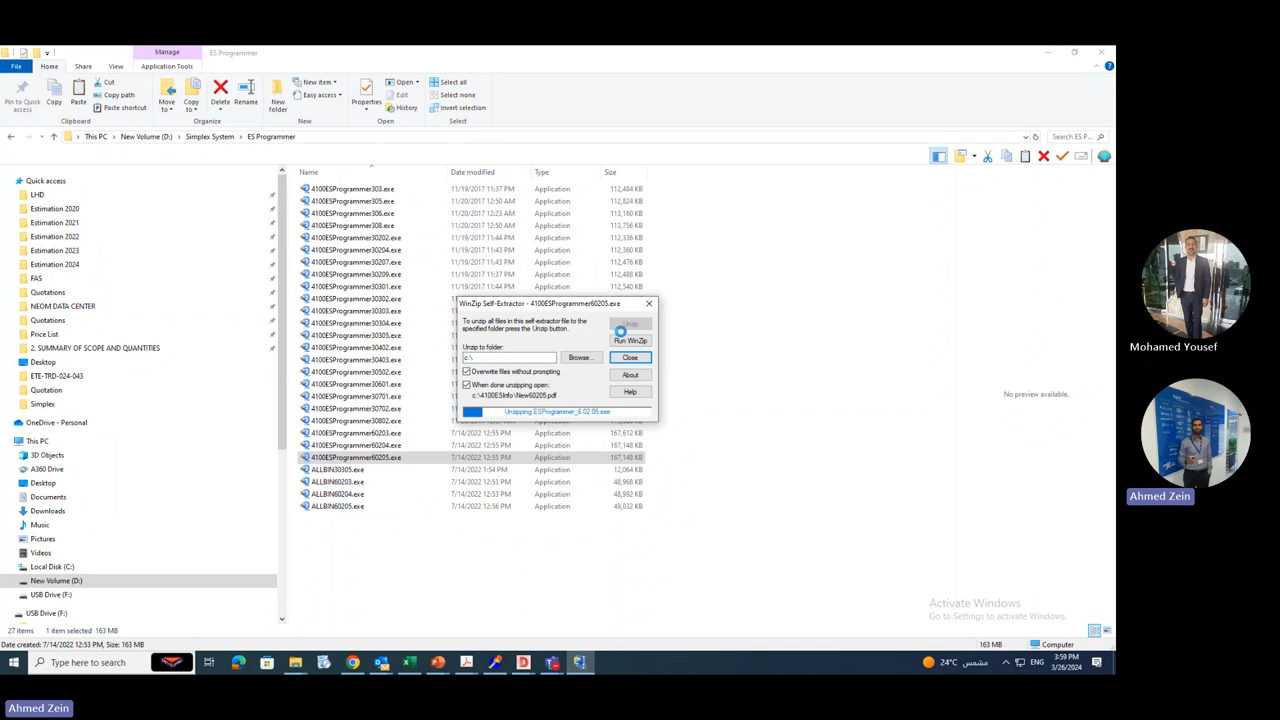 Manage
ES Programmer
File
Home
Share
View
Application Tools
Pin to Quick access
Copy
Paste
Cut
Copy path
Paste shortcut
Clipboard
Move to
Copy to
Delete
Rename
Organize
New folder
New item
Easy access
New
Properties
Open
Edit
History
Open
Select all
Select none
Invert selection
Select
This PC > New Volume (D:) > Simplex System > ES Programmer
Search ES P...
Quick access
LHD
Estimation 2020
Estimation 2021
Estimation 2022
Estimation 2023
Estimation 2024
FAS
Quotations
NEOM DATA CENTER
Quotations
Price List
2. SUMMARY OF SCOPE AND QUANTITIES
Desktop
ETE-TRD-024-043
Quotation
Simplex
OneDrive - Personal
This PC
3D Objects
A360 Drive
Desktop
Documents
Downloads
Music
Pictures
Videos
Local Disk (C:)
New Volume (D:)
USB Drive (F:)
USB Drive (F:)
Name Date modified Type Size
4100ESProgrammer303.exe 11/19/2017 11:37 PM Application 112,484 KB
4100ESProgrammer305.exe 11/20/2017 12:50 AM Application 112,824 KB
4100ESProgrammer306.exe 11/20/2017 12:23 AM Application 113,160 KB
4100ESProgrammer308.exe 11/20/2017 12:50 AM Application 113,756 KB
4100ESProgrammer30202.exe 11/19/2017 11:44 PM Application 112,336 KB
4100ESProgrammer30204.exe 11/19/2017 11:43 PM Application 112,360 KB
4100ESProgrammer30207.exe 11/19/2017 11:43 PM Application 112,476 KB
4100ESProgrammer30209.exe 11/19/2017 11:37 PM Application 112,488 KB
4100ESProgrammer30301.exe 11/19/2017 11:44 PM Application 112,540 KB
4100ESProgrammer30302.exe
4100ESProgrammer30303.exe
4100ESProgrammer30304.exe
4100ESProgrammer30305.exe
4100ESProgrammer30402.exe
4100ESProgrammer30403.exe
4100ESProgrammer30502.exe
4100ESProgrammer30601.exe
4100ESProgrammer30701.exe
4100ESProgrammer30702.exe
4100ESProgrammer30802.exe
4100ESProgrammer60203.exe 7/14/2022 12:55 PM Application 167,612 KB
4100ESProgrammer60204.exe 7/14/2022 12:55 PM Application 167,148 KB
4100ESProgrammer60205.exe 7/14/2022 12:55 PM Application 167,148 KB
ALLBIN30305.exe 7/14/2022 1:54 PM Application 12,064 KB
ALLBIN60203.exe 7/14/2022 12:53 PM Application 48,968 KB
ALLBIN60204.exe 7/14/2022 12:53 PM Application 48,992 KB
ALLBIN60205.exe 7/14/2022 12:56 PM Application 49,032 KB
WinZip Self-Extractor - 4100ESProgrammer60205.exe
To unzip all files in this self-extractor file to the specified folder press the Unzip button.
Unzip to folder:
c:\
Browse...
Overwrite files without prompting
When done unzipping open:
c:\4100ESInfo\New60205.pdf
Unzipping ESProgrammer_6.02.05.exe
Unzip
Run WinZip
Close
About
Help
No preview available.
Activate Windows
Go to Settings to activate Windows.
27 items 1 item selected 163 MB
Date created: 7/14/2022 12:53 PM, Size: 163 MB
163 MB
Computer
Type here to search
24°C مشمس
ENG
3:59 PM
3/26/2024
Mohamed Yousef
Ahmed Zein
Ahmed Zein